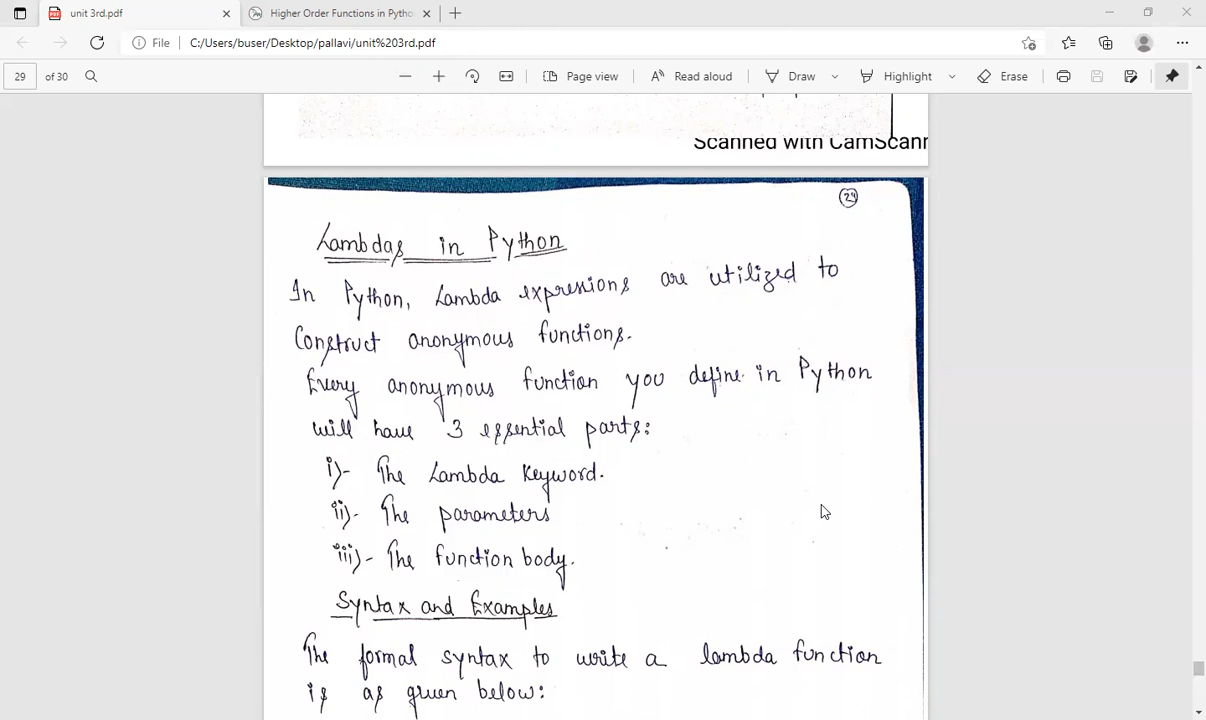 unit 3rd.pdf
Higher Order Functions in Pytho
File C:/Users/buser/Desktop/pallavi/unit%203rd.pdf
29 of 30 Page view Read aloud Draw Highlight Erase
Scanned with CamScann
24
Lambdas in Python
In Python, Lambda expressions are utilized to
Construct anonymous functions.
Every anonymous function you define in Python
will have 3 essential parts:
i)- The Lambda Keyword.
ii)- The parameters
iii)- The function body.
Syntax and Examples
The formal syntax to write a lambda function
is as given below: